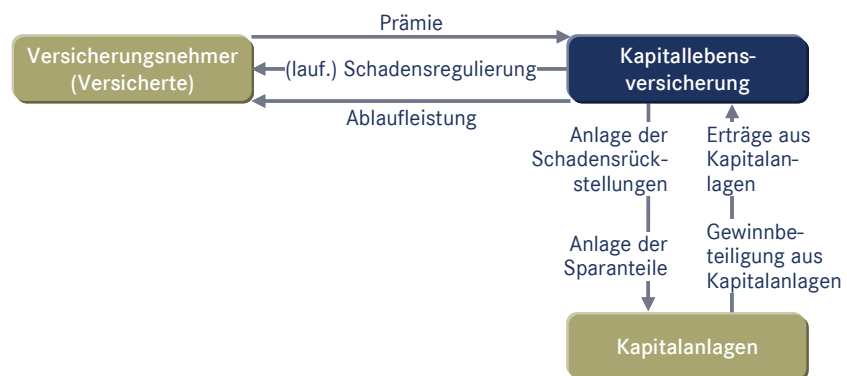 Prämie
Versicherungsnehmer
(Versicherte)
(lauf.) Schadensregulierung
Kapitallebens-
versicherung
Ablaufleistung
Anlage der
Schadensrück-
stellungen
Erträge aus
Kapitalan-
lagen
Anlage der
Sparanteile
Gewinnbe-
teiligung aus
Kapitalanlagen
Kapitalanlagen